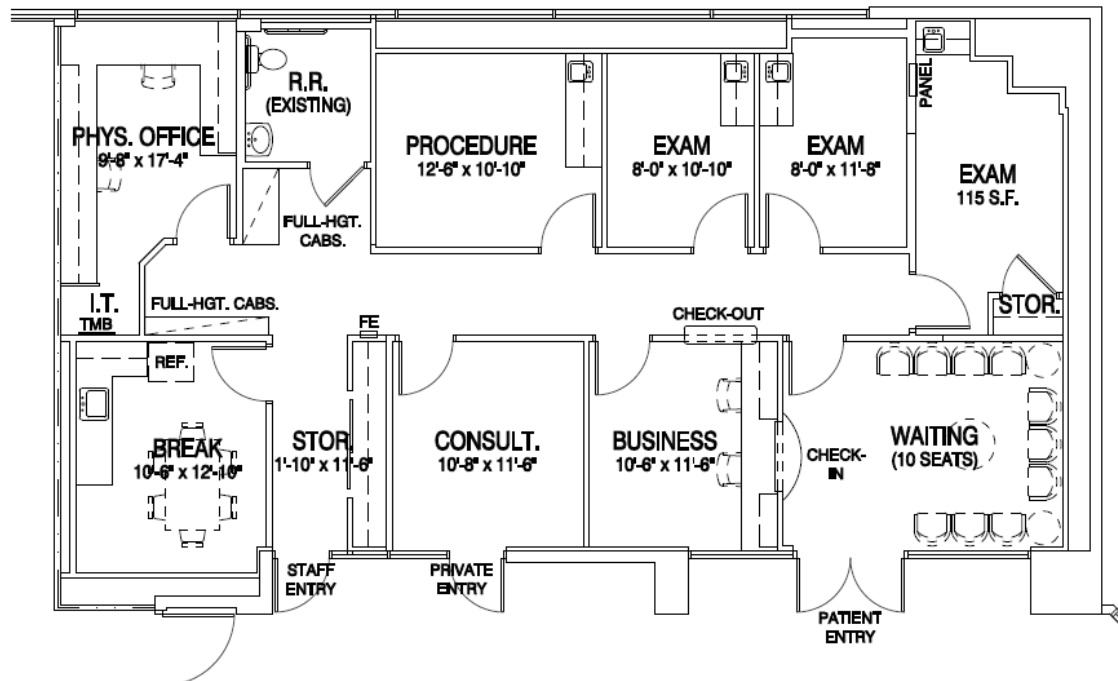 PHYS. OFFICE
9'-8" x 17'-4"
R.R.
(EXISTING)
PROCEDURE
12'-6" x 10'-10"
EXAM
8'-0" x 10'-10"
EXAM
8'-0" x 11'-8"
PANEL
EXAM
115 S.F.
FULL-HGT.
CABS.
I.T.
TMB
FULL-HGT. CABS.
FE
CHECK-OUT
STOR.
REF.
BREAK
10'-6" x 12'-10"
STOR.
1'-10" x 11'-6"
CONSULT.
10'-8" x 11'-6"
BUSINESS
10'-6" x 11'-6"
CHECK-
IN
WAITING
(10 SEATS)
STAFF
ENTRY
PRIVATE
ENTRY
PATIENT
ENTRY